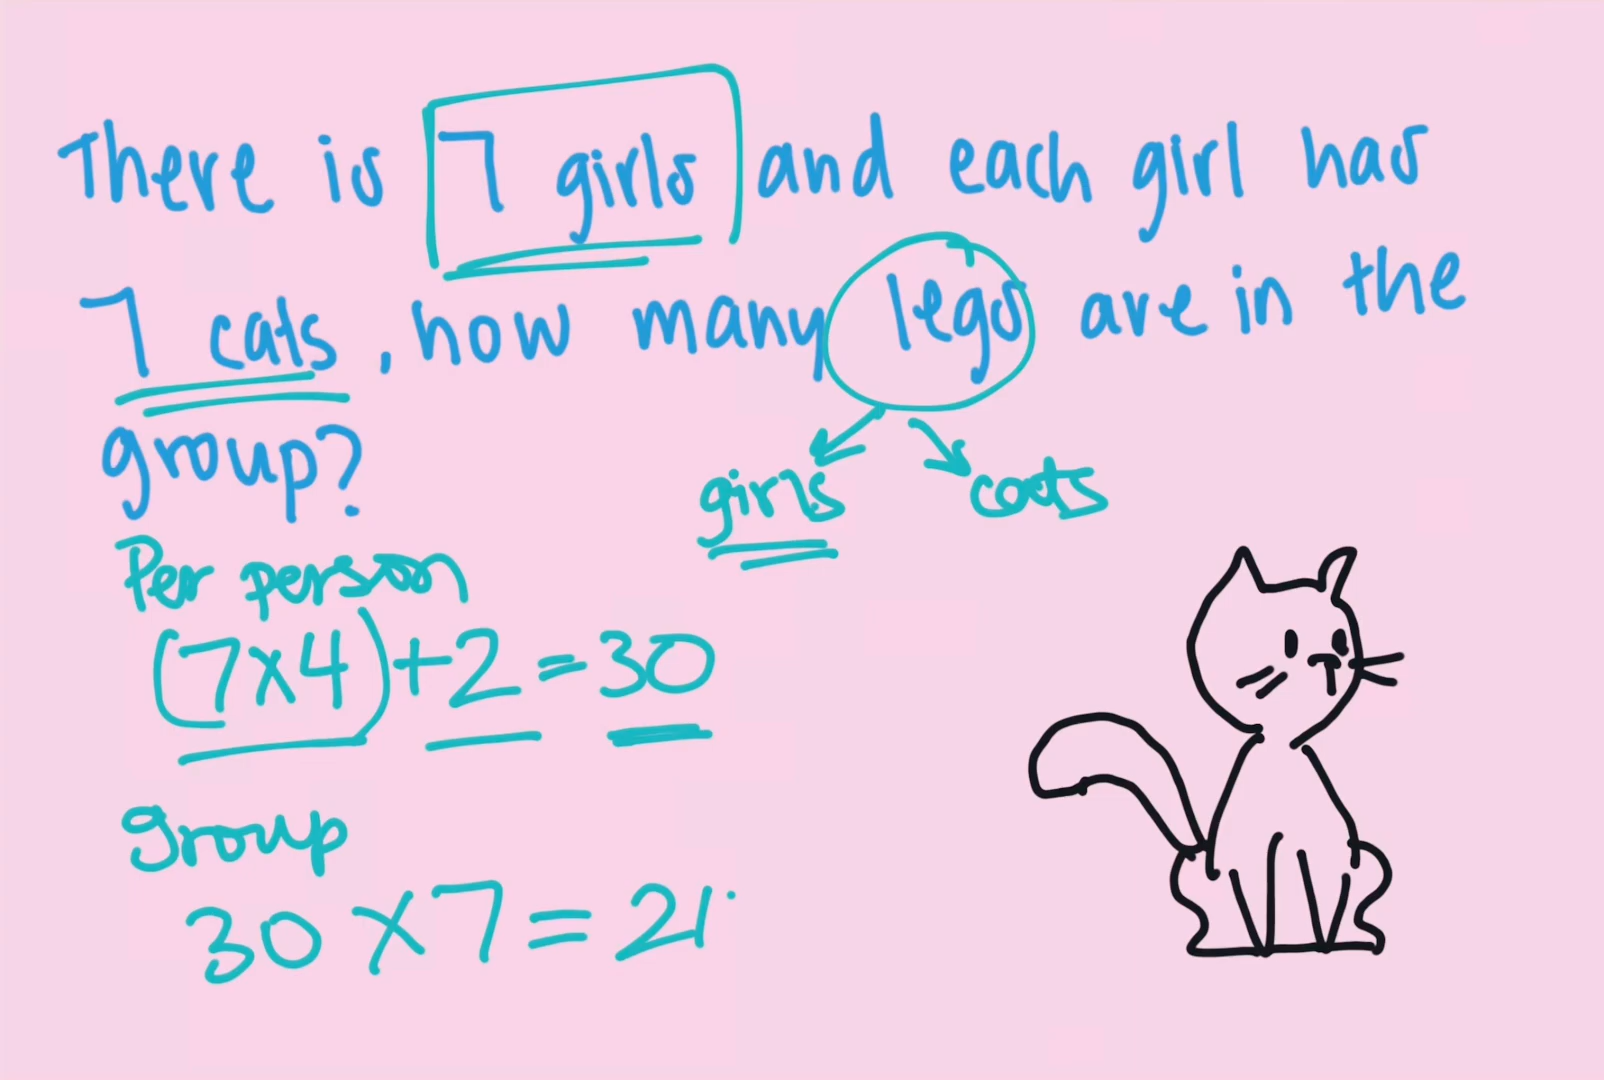 There is 7 girls and each girl has
7 cats, how many lego are in the
group?
girls cats
Per person
(7x4)+2=30
Group
30x7=21